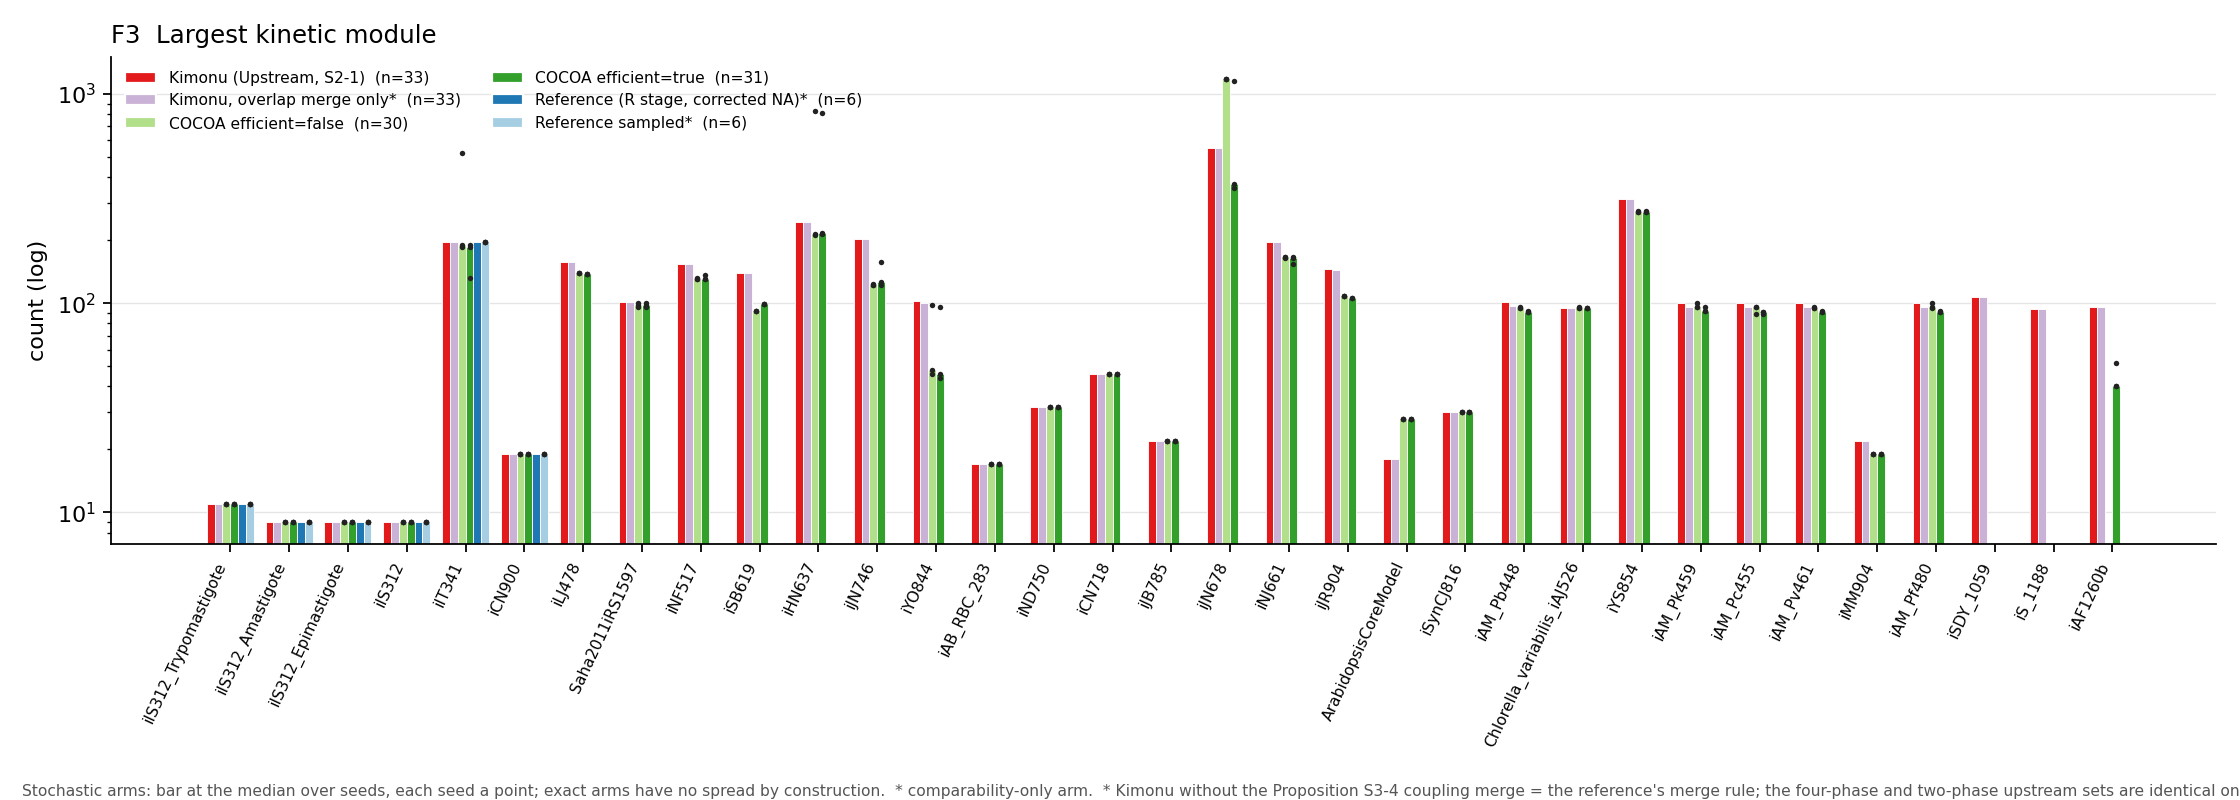 F3  Largest kinetic module
Kimonu (Upstream, S2-1)  (n=33)
Kimonu, overlap merge only*  (n=33)
COCOA efficient=false  (n=30)
COCOA efficient=true  (n=31)
Reference (R stage, corrected NA)*  (n=6)
Reference sampled*  (n=6)
count (log)
10³
10²
10¹
iIS312_Trypomastigote
iIS312_Amastigote
iIS312_Epimastigote
iIS312
iIT341
iCN900
iLJ478
Saha2011iRS1597
iNF517
iSB619
iHN637
iJN746
iYO844
iAB_RBC_283
iND750
iCN718
iJB785
iJN678
iNJ661
iJR904
ArabidopsisCoreModel
iSynCJ816
iAM_Pb448
Chlorella_variabilis_iAJ526
iYS854
iAM_Pk459
iAM_Pc455
iAM_Pv461
iMM904
iAM_Pf480
iSDY_1059
iS_1188
iAF1260b
Stochastic arms: bar at the median over seeds, each seed a point; exact arms have no spread by construction.  * comparability-only arm.  * Kimonu without the Proposition S3-4 coupling merge = the reference's merge rule; the four-phase and two-phase upstream sets are identical on